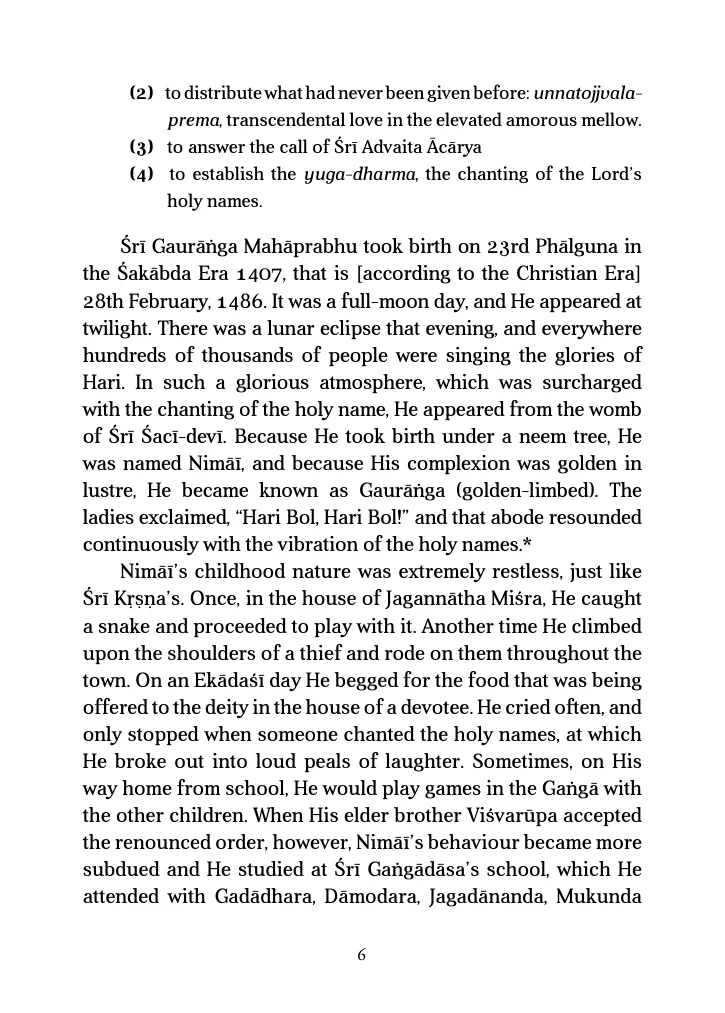 (2) to distribute what had never been given before: unnatojjvala-
prema, transcendental love in the elevated amorous mellow.
(3) to answer the call of Śrī Advaita Ācārya
(4) to establish the yuga-dharma, the chanting of the Lord’s
holy names.
Śrī Gaurāṅga Mahāprabhu took birth on 23rd Phālguna in
the Śakābda Era 1407, that is [according to the Christian Era]
28th February, 1486. It was a full-moon day, and He appeared at
twilight. There was a lunar eclipse that evening, and everywhere
hundreds of thousands of people were singing the glories of
Hari. In such a glorious atmosphere, which was surcharged
with the chanting of the holy name, He appeared from the womb
of Śrī Śacī-devī. Because He took birth under a neem tree, He
was named Nimāī, and because His complexion was golden in
lustre, He became known as Gaurāṅga (golden-limbed). The
ladies exclaimed, “Hari Bol, Hari Bol!” and that abode resounded
continuously with the vibration of the holy names.*
Nimāī’s childhood nature was extremely restless, just like
Śrī Kṛṣṇa’s. Once, in the house of Jagannātha Miśra, He caught
a snake and proceeded to play with it. Another time He climbed
upon the shoulders of a thief and rode on them throughout the
town. On an Ekādaśī day He begged for the food that was being
offered to the deity in the house of a devotee. He cried often, and
only stopped when someone chanted the holy names, at which
He broke out into loud peals of laughter. Sometimes, on His
way home from school, He would play games in the Gaṅgā with
the other children. When His elder brother Viśvarūpa accepted
the renounced order, however, Nimāī’s behaviour became more
subdued and He studied at Śrī Gaṅgādāsa’s school, which He
attended with Gadādhara, Dāmodara, Jagadānanda, Mukunda
6